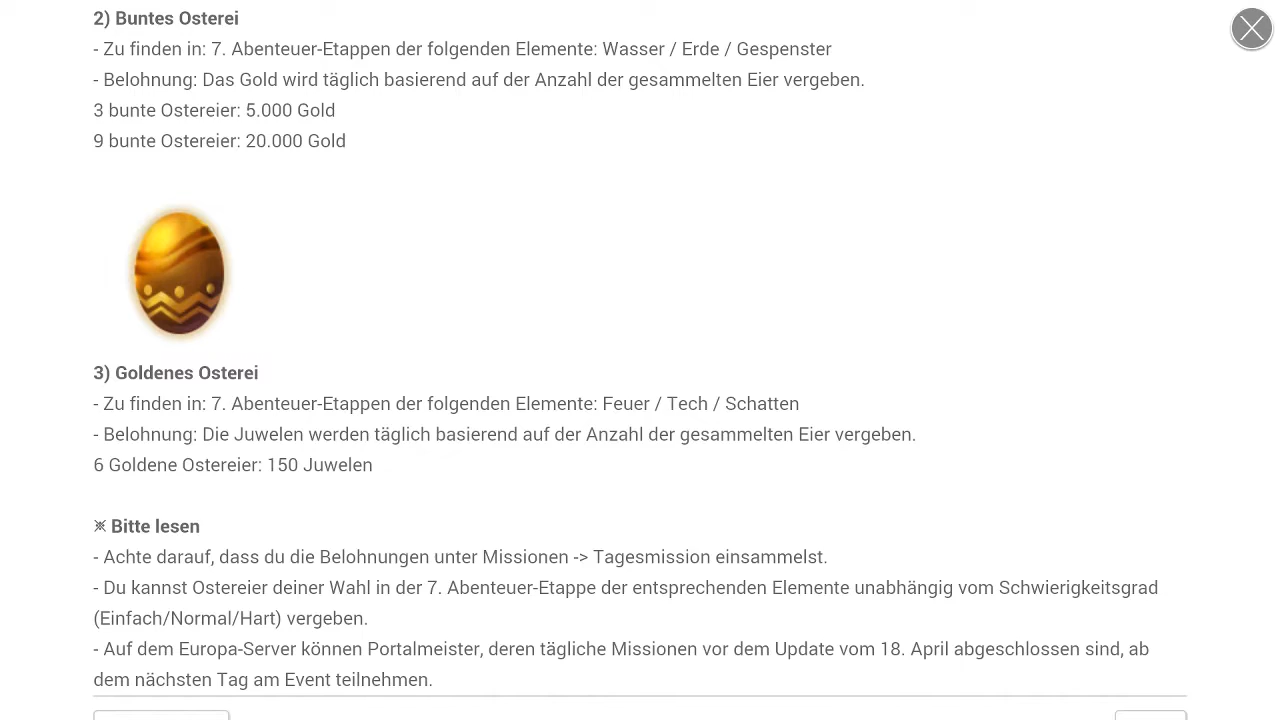 2) Buntes Osterei
- Zu finden in: 7. Abenteuer-Etappen der folgenden Elemente: Wasser / Erde / Gespenster
- Belohnung: Das Gold wird täglich basierend auf der Anzahl der gesammelten Eier vergeben.
3 bunte Ostereier: 5.000 Gold
9 bunte Ostereier: 20.000 Gold
3) Goldenes Osterei
- Zu finden in: 7. Abenteuer-Etappen der folgenden Elemente: Feuer / Tech / Schatten
- Belohnung: Die Juwelen werden täglich basierend auf der Anzahl der gesammelten Eier vergeben.
6 Goldene Ostereier: 150 Juwelen
※ Bitte lesen
- Achte darauf, dass du die Belohnungen unter Missionen -> Tagesmission einsammelst.
- Du kannst Ostereier deiner Wahl in der 7. Abenteuer-Etappe der entsprechenden Elemente unabhängig vom Schwierigkeitsgrad
(Einfach/Normal/Hart) vergeben.
- Auf dem Europa-Server können Portalmeister, deren tägliche Missionen vor dem Update vom 18. April abgeschlossen sind, ab
dem nächsten Tag am Event teilnehmen.